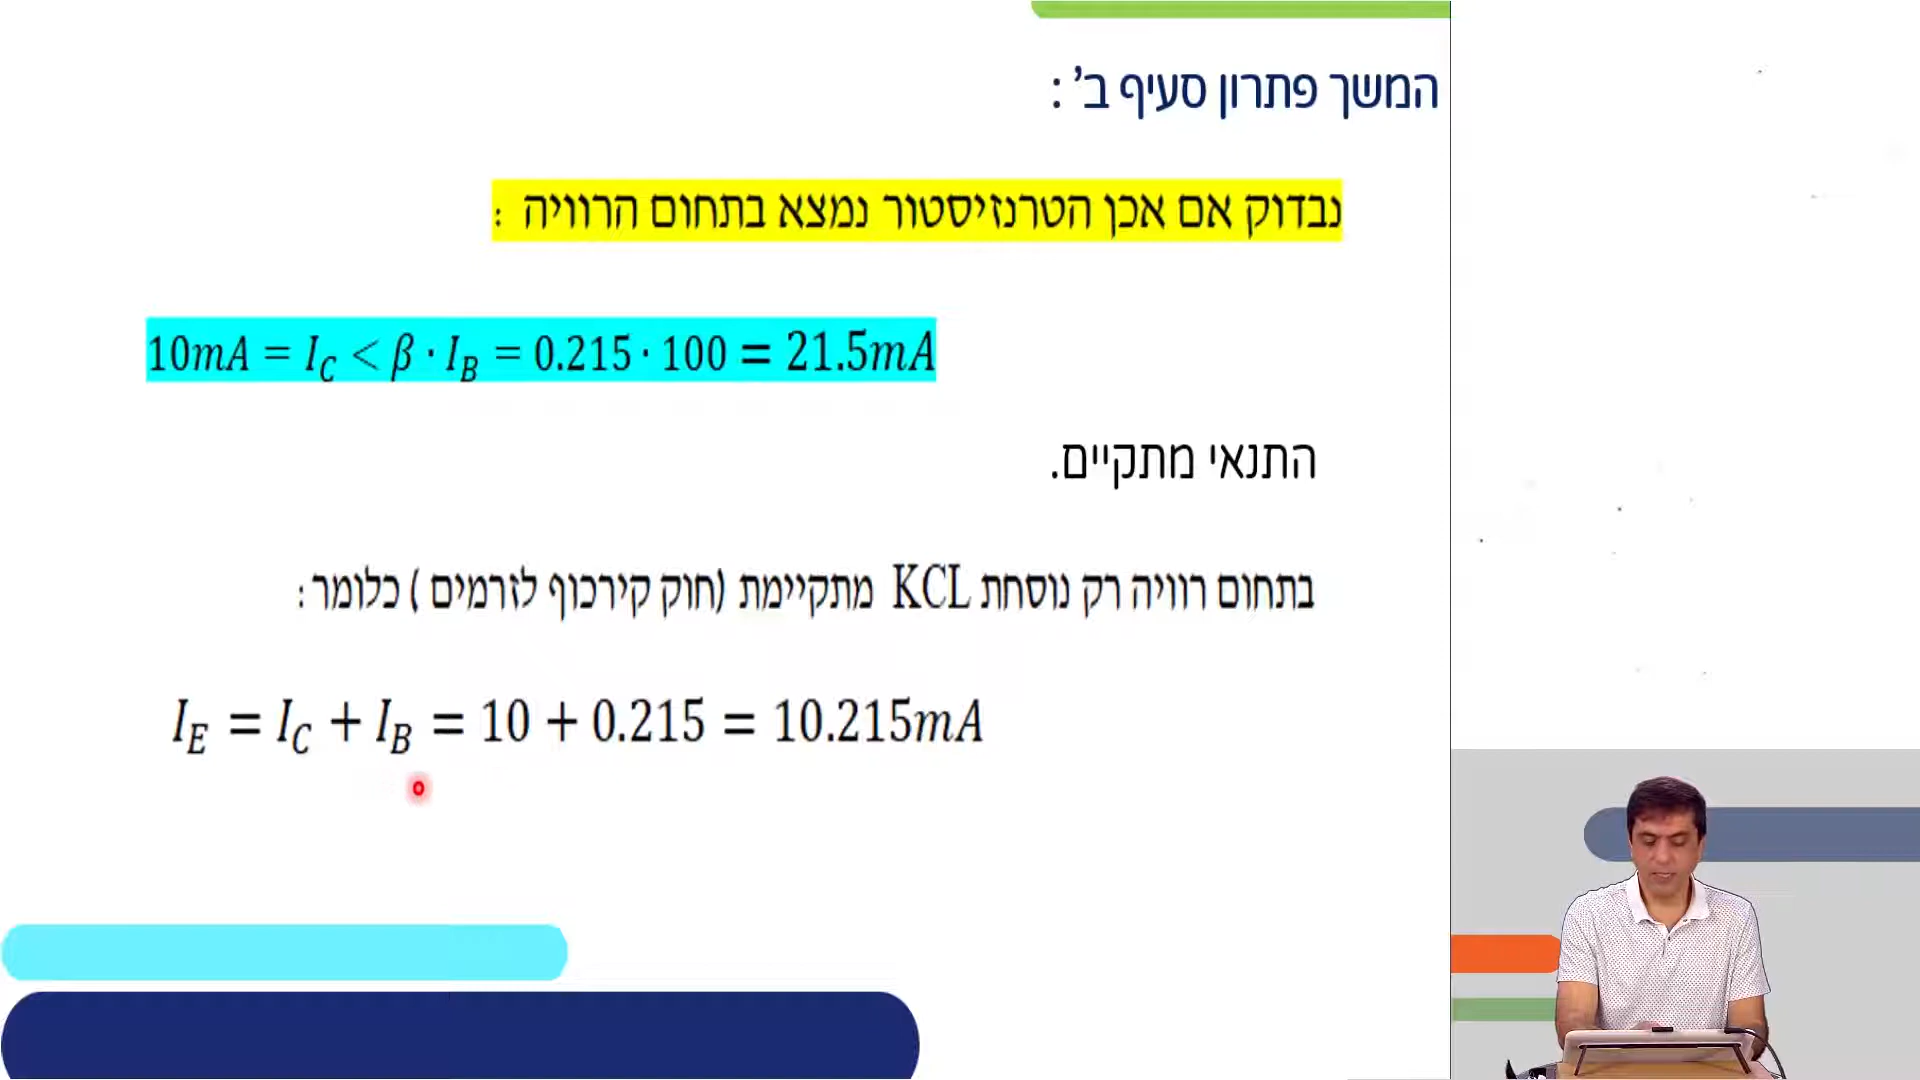 המשך פתרון סעיף ב' :
נבדוק אם אכן הטרנזיסטור נמצא בתחום הרוויה :
10mA = I_C < β · I_B = 0.215 · 100 = 21.5mA
התנאי מתקיים.
בתחום רוויה רק נוסחת KCL מתקיימת (חוק קירכוף לזרמים ) כלומר :
I_E = I_C + I_B = 10 + 0.215 = 10.215mA